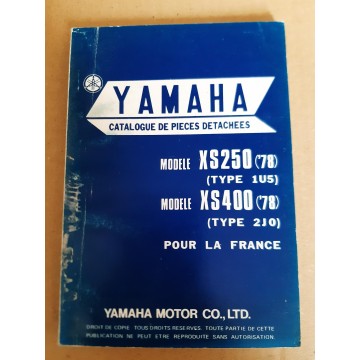 YAMAHA
CATALOGUE DE PIECES DETACHEES
MODELE XS250 ('78)
(TYPE 1U5)
MODELE XS400 ('78)
(TYPE 2J0)
POUR LA FRANCE
YAMAHA MOTOR CO., LTD.
DROIT DE COPIE TOUS DROITS RESERVES. TOUTE PARTIE DE CETTE
PUBLICATION NE PEUT ETRE REPRODUITE SANS AUTORISATION.